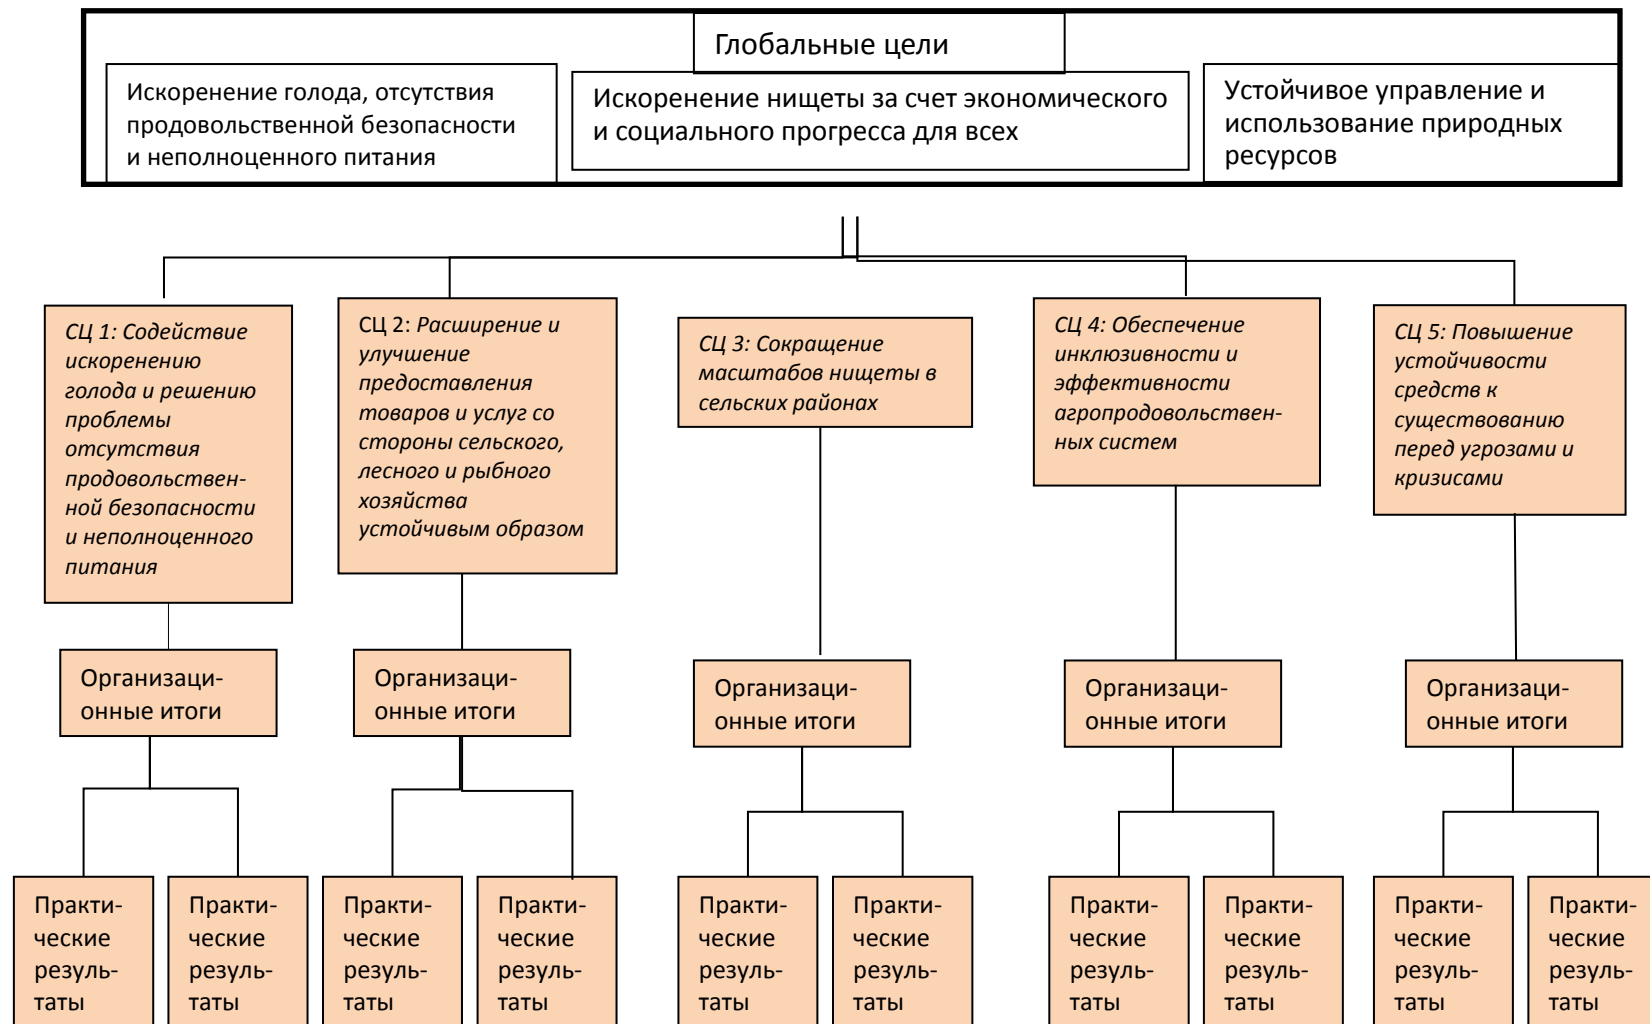 Глобальные цели
Искоренение голода, отсутствия
продовольственной безопасности
и неполноценного питания
Искоренение нищеты за счет экономического
и социального прогресса для всех
Устойчивое управление и
использование природных
ресурсов
СЦ 1: Содействие
искоренению
голода и решению
проблемы
отсутствия
продовольствен-
ной безопасности
и неполноценного
питания
СЦ 2: Расширение и
улучшение
предоставления
товаров и услуг со
стороны сельского,
лесного и рыбного
хозяйства
устойчивым образом
СЦ 3: Сокращение
масштабов нищеты в
сельских районах
СЦ 4: Обеспечение
инклюзивности и
эффективности
агропродовольствен-
ных систем
СЦ 5: Повышение
устойчивости
средств к
существованию
перед угрозами и
кризисами
Организаци-
онные итоги
Организаци-
онные итоги
Организаци-
онные итоги
Организаци-
онные итоги
Организаци-
онные итоги
Практи-
ческие
резуль-
таты
Практи-
ческие
резуль-
таты
Практи-
ческие
резуль-
таты
Практи-
ческие
резуль-
таты
Практи-
ческие
резуль-
таты
Практи-
ческие
резуль-
таты
Практи-
ческие
резуль-
таты
Практи-
ческие
резуль-
таты
Практи-
ческие
резуль-
таты
Практи-
ческие
резуль-
таты